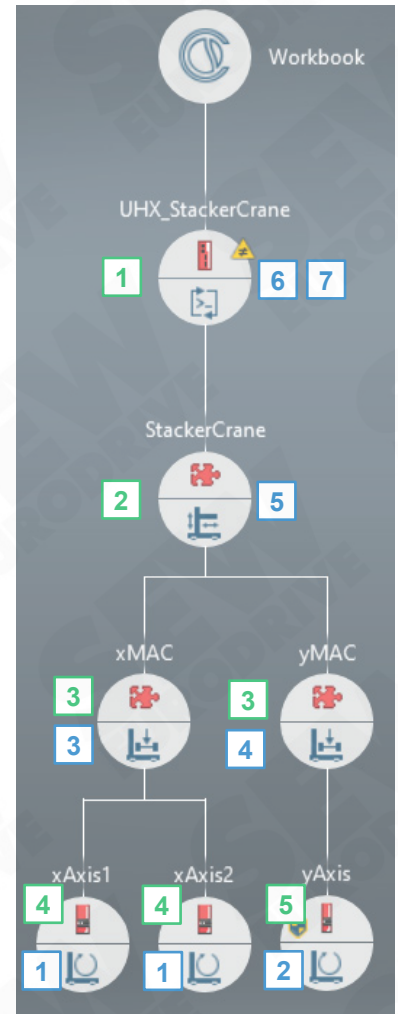 Workbook
UHX_StackerCrane
1
6 7
StackerCrane
2
5
xMAC yMAC
3 3
3 4
xAxis1 xAxis2 yAxis
4 4 5
1 1 2